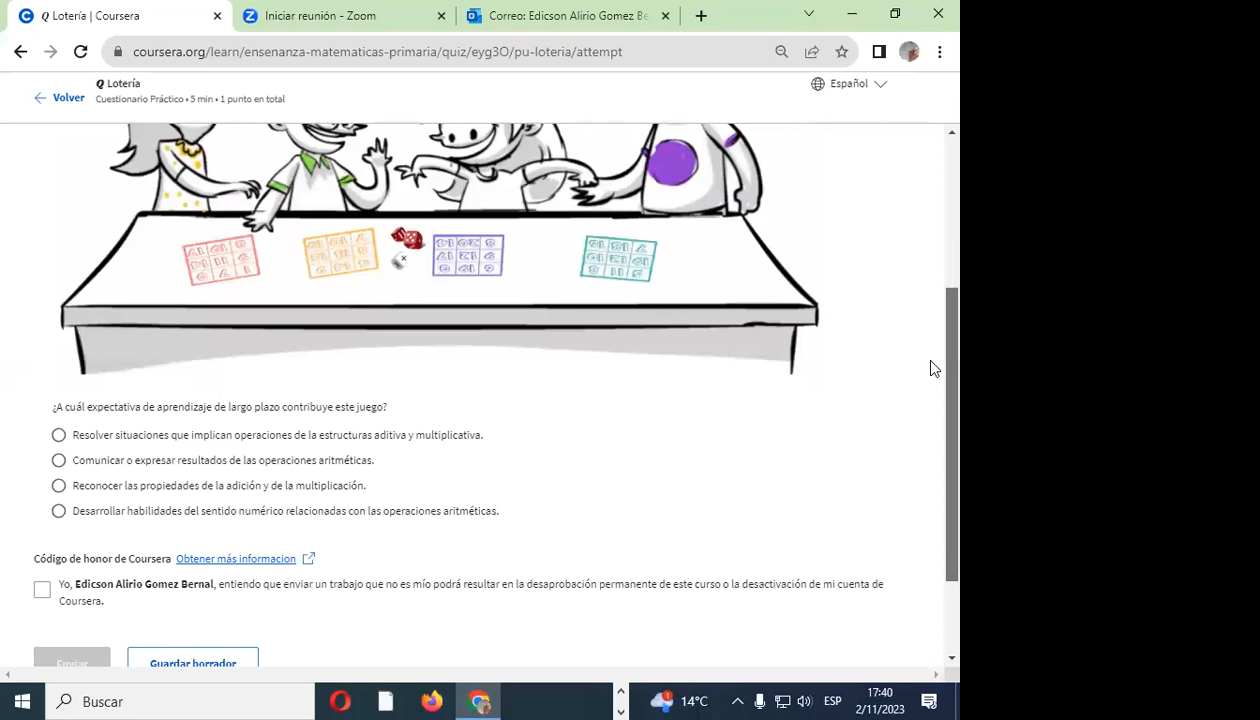 Q Lotería | Coursera
Iniciar reunión - Zoom
Correo: Edicson Alirio Gomez Be
coursera.org/learn/ensenanza-matematicas-primaria/quiz/eyg3O/pu-loteria/attempt
Volver
Q Lotería
Cuestionario Práctico • 5 min • 1 punto en total
Español
¿A cuál expectativa de aprendizaje de largo plazo contribuye este juego?
Resolver situaciones que implican operaciones de la estructuras aditiva y multiplicativa.
Comunicar o expresar resultados de las operaciones aritméticas.
Reconocer las propiedades de la adición y de la multiplicación.
Desarrollar habilidades del sentido numérico relacionadas con las operaciones aritméticas.
Código de honor de Coursera Obtener más informacion
Yo, Edicson Alirio Gomez Bernal, entiendo que enviar un trabajo que no es mío podrá resultar en la desaprobación permanente de este curso o la desactivación de mi cuenta de
Coursera.
Enviar
Guardar borrador
Buscar
1
14°C
ESP
17:40
2/11/2023